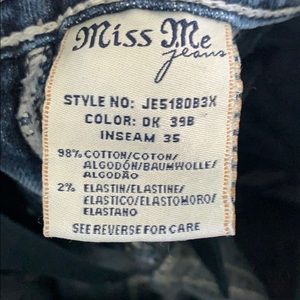 Miss Me
jeans
STYLE NO: JE5180B3X
COLOR: DK 39B
INSEAM 35
98% COTTON/COTON/
ALGODÓN/BAUMWOLLE/
ALGODÃO
2% ELASTIN/ELASTINE/
ELASTICO/ELASTOMORO/
ELASTANO
SEE REVERSE FOR CARE